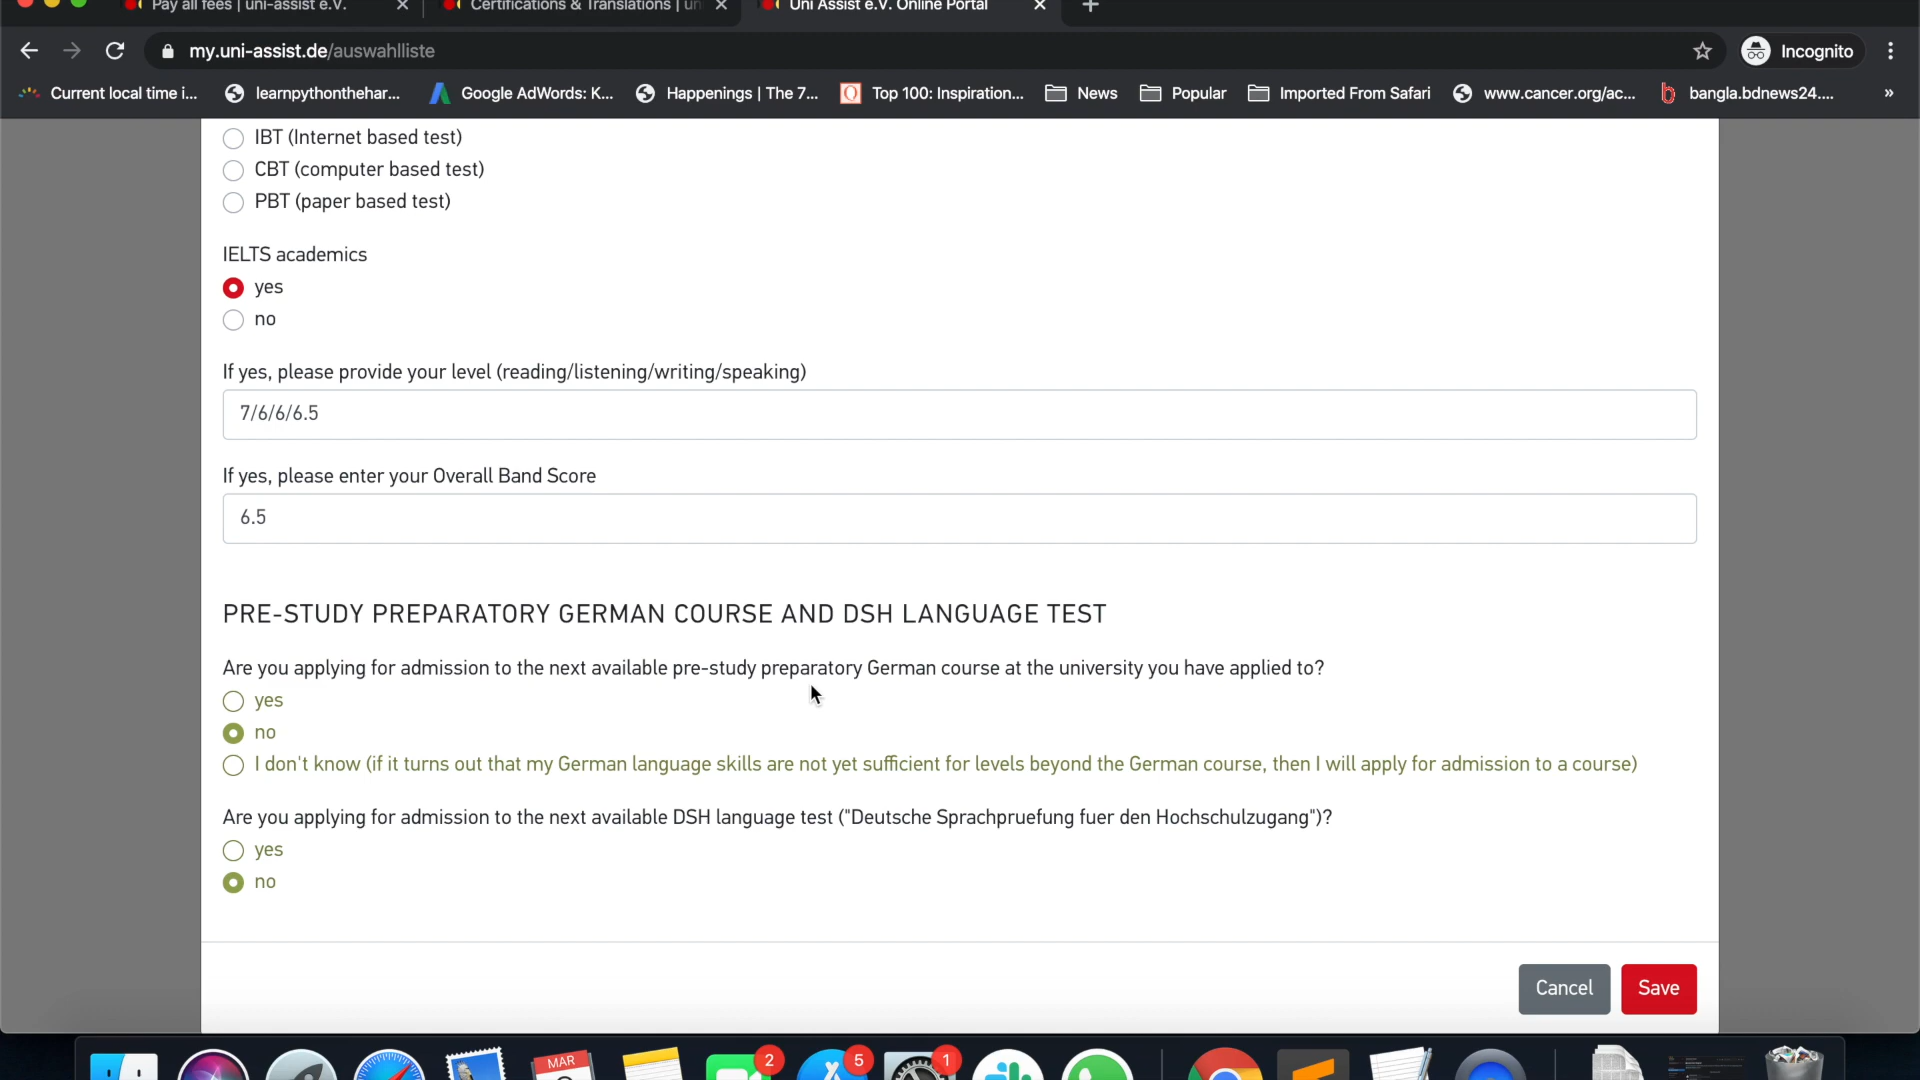 Pay all fees | uni-assist e.V.
Certifications & Translations | un
Uni Assist e.V. Online Portal
my.uni-assist.de/auswahlliste
Incognito
Current local time i...
learnpythonthehar...
Google AdWords: K...
Happenings | The 7...
Top 100: Inspiration...
News
Popular
Imported From Safari
www.cancer.org/ac...
bangla.bdnews24....
»
IBT (Internet based test)
CBT (computer based test)
PBT (paper based test)
IELTS academics
yes
no
If yes, please provide your level (reading/listening/writing/speaking)
7/6/6/6.5
If yes, please enter your Overall Band Score
6.5
PRE-STUDY PREPARATORY GERMAN COURSE AND DSH LANGUAGE TEST
Are you applying for admission to the next available pre-study preparatory German course at the university you have applied to?
yes
no
I don't know (if it turns out that my German language skills are not yet sufficient for levels beyond the German course, then I will apply for admission to a course)
Are you applying for admission to the next available DSH language test ("Deutsche Sprachpruefung fuer den Hochschulzugang")?
yes
no
Cancel
Save
MAR
2
5
1